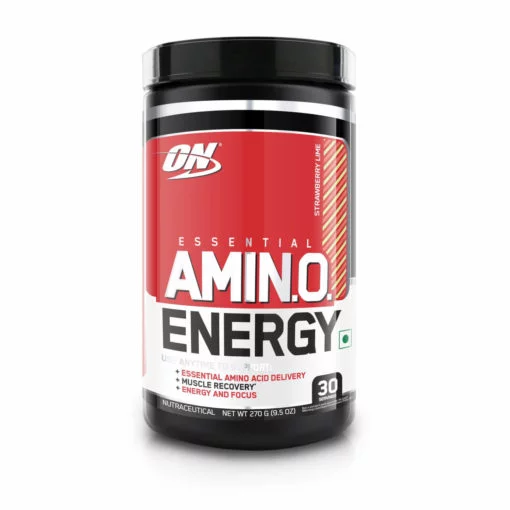 ON
STRAWBERRY LIME
ESSENTIAL
AMIN.O.
ENERGY
+ ESSENTIAL AMINO ACID DELIVERY
+ MUSCLE RECOVERY*
+ ENERGY AND FOCUS
30
SERVINGS
NUTRACEUTICAL NET WT 270 G (9.5 OZ)